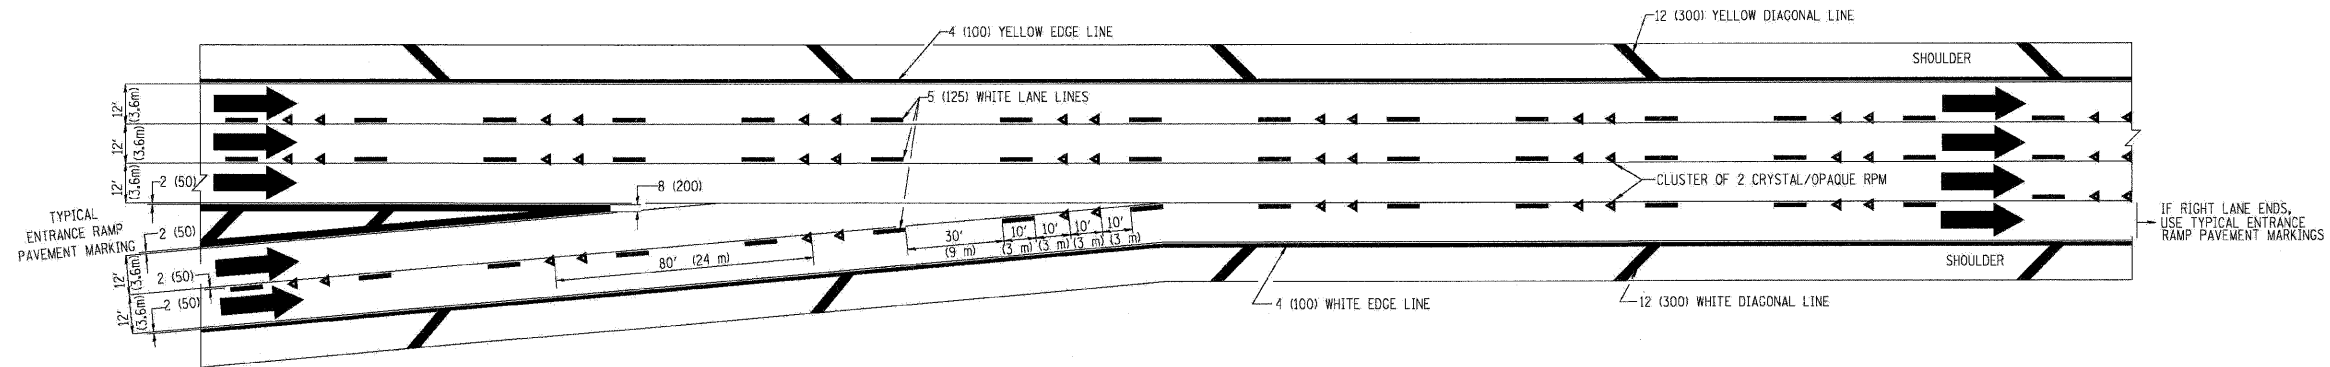 12 (300) YELLOW DIAGONAL LINE
4 (100) YELLOW EDGE LINE
SHOULDER
12'
(3.6m)
5 (125) WHITE LANE LINES
12'
(3.6m)
12'
(3.6m)
2 (50)
8 (200)
CLUSTER OF 2 CRYSTAL/OPAQUE RPM
TYPICAL
ENTRANCE RAMP
PAVEMENT MARKING
2 (50)
IF RIGHT LANE ENDS,
USE TYPICAL ENTRANCE
RAMP PAVEMENT MARKINGS
30'
(9 m)
10'
(3 m)
10'
(3 m)
10'
(3 m)
10'
(3 m)
80' (24 m)
SHOULDER
12'
(3.6m)
2 (50)
12'
(3.6m)
2 (50)
4 (100) WHITE EDGE LINE
12 (300) WHITE DIAGONAL LINE